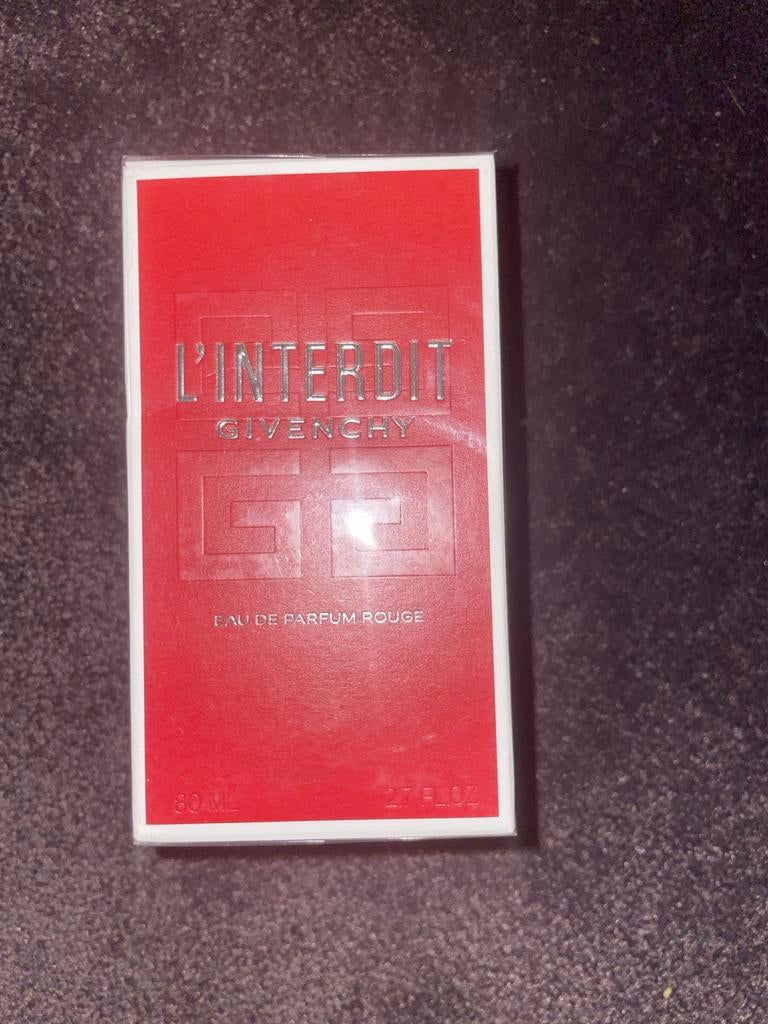 L'INTERDIT
GIVENCHY
EAU DE PARFUM ROUGE
80 ML 2.7 FL.OZ